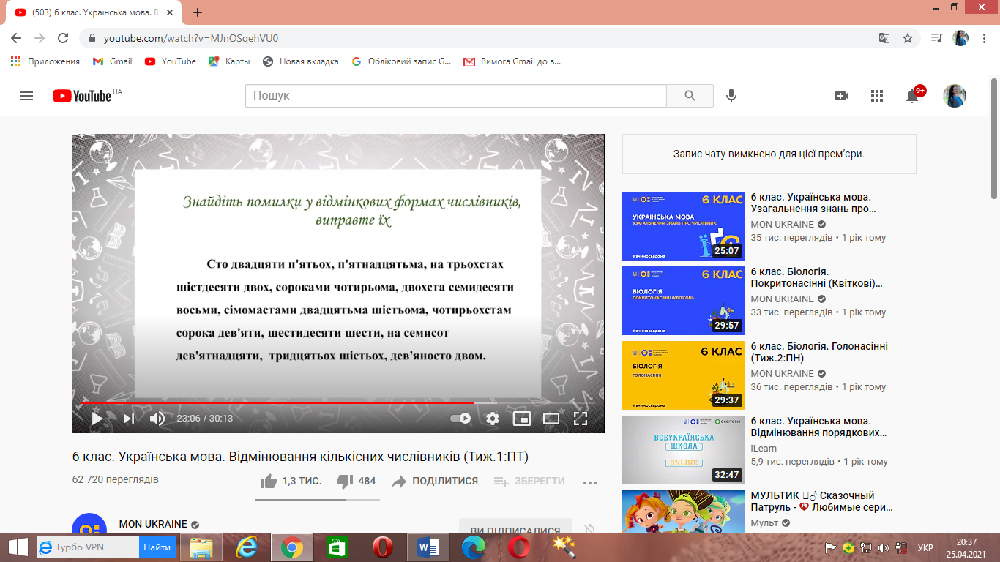 (503) 6 клас. Українська мова. В
youtube.com/watch?v=MJnOSqehVU0
Приложения Gmail YouTube Карты Новая вкладка Обліковий запис G... Вимога Gmail до в...
YouTube UA
Пошук
9+
Знайдіть помилки у відмінкових формах числівників,
виправте їх
Сто двадцяти п'ятьох, п'ятнадцятьма, на трьохстах
шістдесяти двох, сороками чотирьома, двохста семидесяти
восьми, сімомастами двадцятьма шістьома, чотирьохстам
сорока дев'яти, шестидесяти шести, на семисот
дев'ятнадцяти, тридцятьох шістьох, дев'яносто двом.
23:06 / 30:13
6 клас. Українська мова. Відмінювання кількісних числівників (Тиж.1:ПТ)
62 720 переглядів
1,3 ТИС. 484 ПОДІЛИТИСЯ ЗБЕРЕГТИ
MON UKRAINE
ВИ ПІДПИСАЛИСЯ
Запис чату вимкнено для цієї прем’єри.
6 КЛАС
УКРАЇНСЬКА МОВА
УЗАГАЛЬНЕННЯ ЗНАНЬ ПРО ЧИСЛІВНИК
#вчимосьвдома
25:07
6 клас. Українська мова.
Узагальнення знань про...
MON UKRAINE
35 тис. переглядів • 1 рік тому
6 КЛАС
БІОЛОГІЯ
ПОКРИТОНАСІННІ (КВІТКОВІ)
#вчимосьвдома
29:57
6 клас. Біологія.
Покритонасінні (Квіткові)...
MON UKRAINE
33 тис. переглядів • 1 рік тому
6 КЛАС
БІОЛОГІЯ
ГОЛОНАСІННІ
#вчимосьвдома
29:37
6 клас. Біологія. Голонасінні
(Тиж.2:ПН)
MON UKRAINE
36 тис. переглядів • 1 рік тому
ОСВІТОРІЯ
ВСЕУКРАЇНСЬКА
ШКОЛА
ОНЛАЙН
32:47
6 клас. Українська мова.
Відмінювання порядкових...
iLearn
5,9 тис. переглядів • 1 рік тому
МУЛЬТИК Сказочный
Патруль - Любимые сери...
Мульт
Турбо VPN Найти
УКР
20:37
25.04.2021